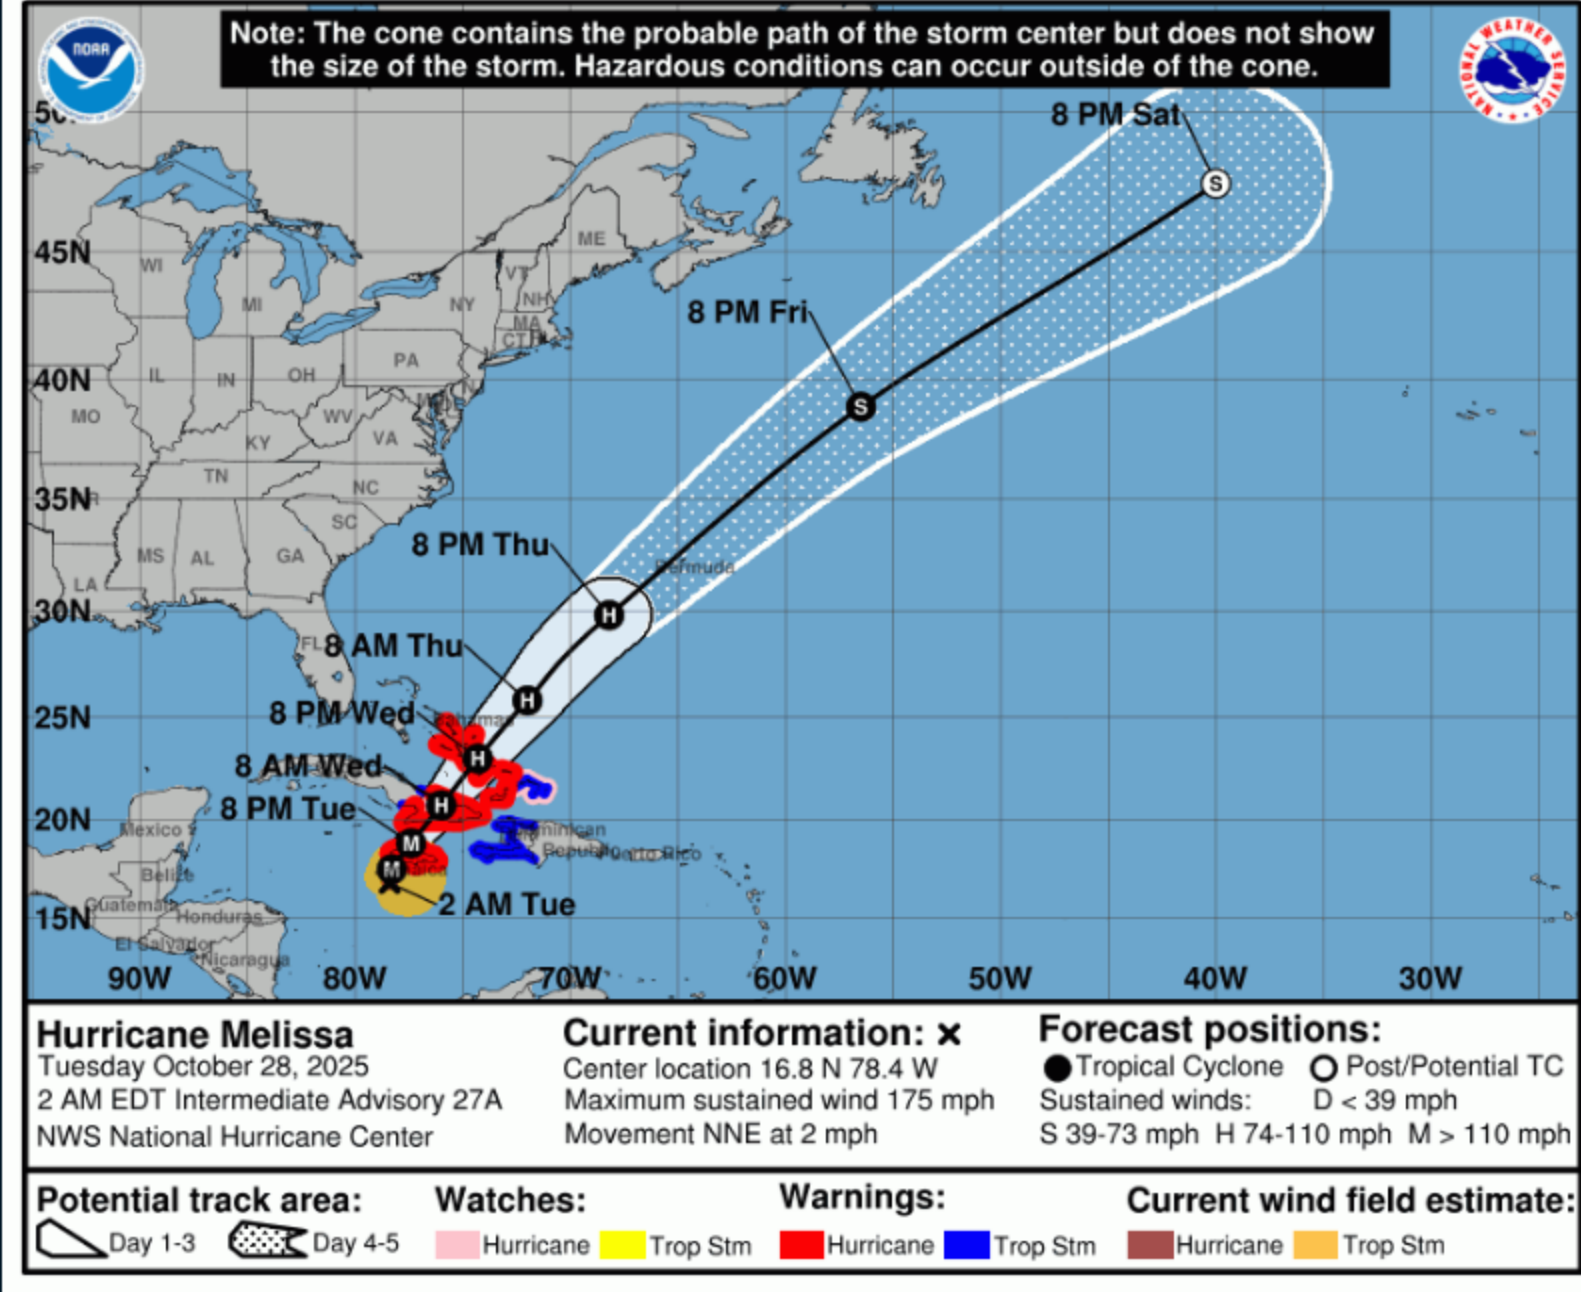 Note: The cone contains the probable path of the storm center but does not show
the size of the storm. Hazardous conditions can occur outside of the cone.
NOAA
NATIONAL WEATHER SERVICE
8 PM Sat
45N
ME
WI
VT
MI
NY
NH
8 PM Fri
MA
CT
PA
40N
IL
IN
OH
MO
WV
KY
VA
TN
NC
35N
SC
8 PM Thu
MS
AL
GA
Bermuda
LA
30N
FL
8 AM Thu
8 PM Wed
25N
Bahamas
8 AM Wed
8 PM Tue
20N
Mexico
Puerto Rico
Belize
2 AM Tue
Guatemala
15N
Honduras
El Salvador
Nicaragua
90W 80W 70W 60W 50W 40W 30W
H
H
H
H
M
M
S
S
Hurricane Melissa
Tuesday October 28, 2025
2 AM EDT Intermediate Advisory 27A
NWS National Hurricane Center
Current information: ×
Center location 16.8 N 78.4 W
Maximum sustained wind 175 mph
Movement NNE at 2 mph
Forecast positions:
Tropical Cyclone Post/Potential TC
Sustained winds: D < 39 mph
S 39-73 mph H 74-110 mph M > 110 mph
Potential track area:
Day 1-3 Day 4-5
Watches:
Hurricane Trop Stm
Warnings:
Hurricane Trop Stm
Current wind field estimate:
Hurricane Trop Stm